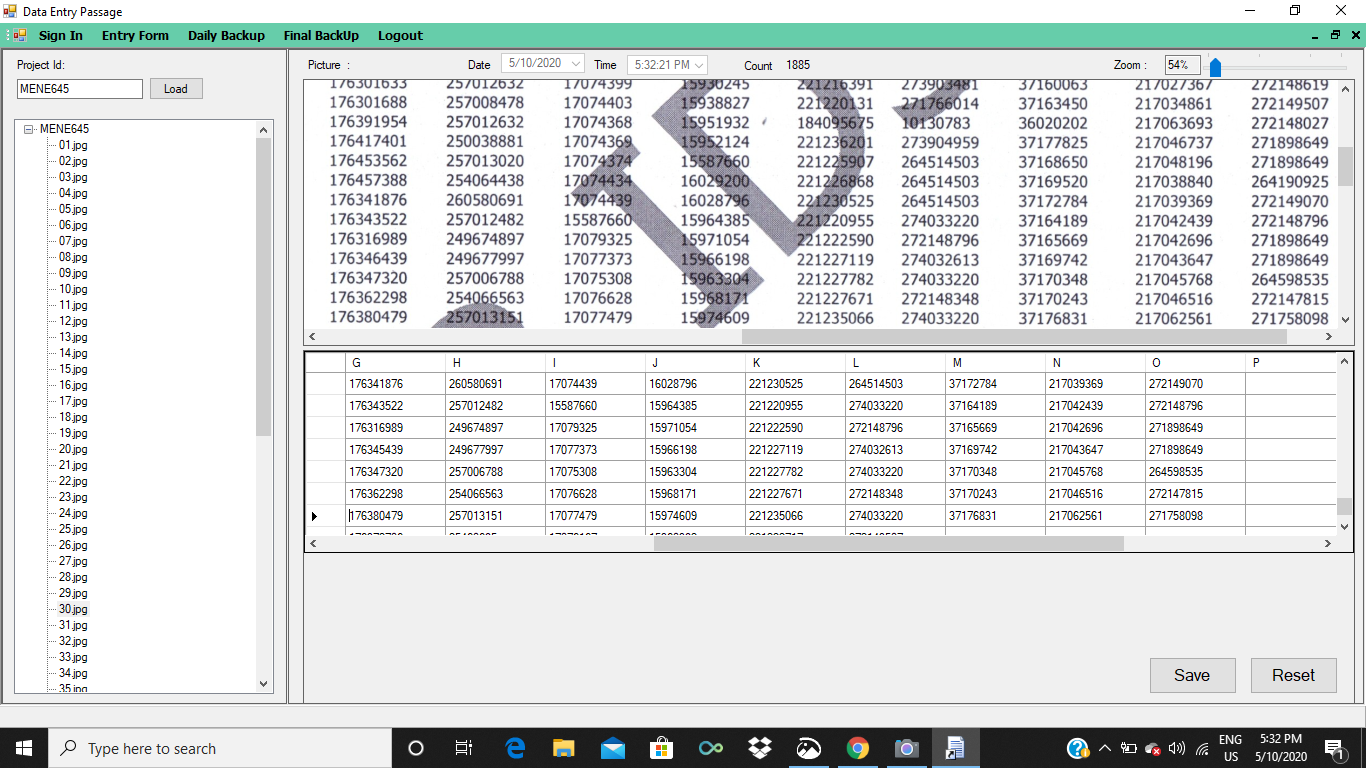 Data Entry Passage
Sign In Entry Form Daily Backup Final BackUp Logout
Project Id:
MENE645 Load
MENE645
01.jpg
02.jpg
03.jpg
04.jpg
05.jpg
06.jpg
07.jpg
08.jpg
09.jpg
10.jpg
11.jpg
12.jpg
13.jpg
14.jpg
15.jpg
16.jpg
17.jpg
18.jpg
19.jpg
20.jpg
21.jpg
22.jpg
23.jpg
24.jpg
25.jpg
26.jpg
27.jpg
28.jpg
29.jpg
30.jpg
31.jpg
32.jpg
33.jpg
34.jpg
35.jpg
Picture : Date 5/10/2020 Time 5:32:21 PM Count 1885 Zoom : 54%
176301633 257012632 17074399 15930245 221216391 273903481 37160063 217027367 272148619
176301688 257008478 17074403 15938827 221220131 271766014 37163450 217034861 272149507
176391954 257012632 17074368 15951932 184095675 10130783 36020202 217063693 272148027
176417401 250038881 17074369 15952124 221236201 273904959 37177825 217046737 271898649
176453562 257013020 17074374 15587660 221225907 264514503 37168650 217048196 271898649
176457388 254064438 17074434 16029200 221226868 264514503 37169520 217038840 264190925
176341876 260580691 17074439 16028796 221230525 264514503 37172784 217039369 272149070
176343522 257012482 15587660 15964385 221220955 274033220 37164189 217042439 272148796
176316989 249674897 17079325 15971054 221222590 272148796 37165669 217042696 271898649
176346439 249677997 17077373 15966198 221227119 274032613 37169742 217043647 271898649
176347320 257006788 17075308 15963304 221227782 274033220 37170348 217045768 264598535
176362298 254066563 17076628 15968171 221227671 272148348 37170243 217046516 272147815
176380479 257013151 17077479 15974609 221235066 274033220 37176831 217062561 271758098
G H I J K L M N O P
176341876 260580691 17074439 16028796 221230525 264514503 37172784 217039369 272149070
176343522 257012482 15587660 15964385 221220955 274033220 37164189 217042439 272148796
176316989 249674897 17079325 15971054 221222590 272148796 37165669 217042696 271898649
176345439 249677997 17077373 15966198 221227119 274032613 37169742 217043647 271898649
176347320 257006788 17075308 15963304 221227782 274033220 37170348 217045768 264598535
176362298 254066563 17076628 15968171 221227671 272148348 37170243 217046516 272147815
176380479 257013151 17077479 15974609 221235066 274033220 37176831 217062561 271758098
Save Reset
Type here to search
ENG 5:32 PM
US 5/10/2020 1